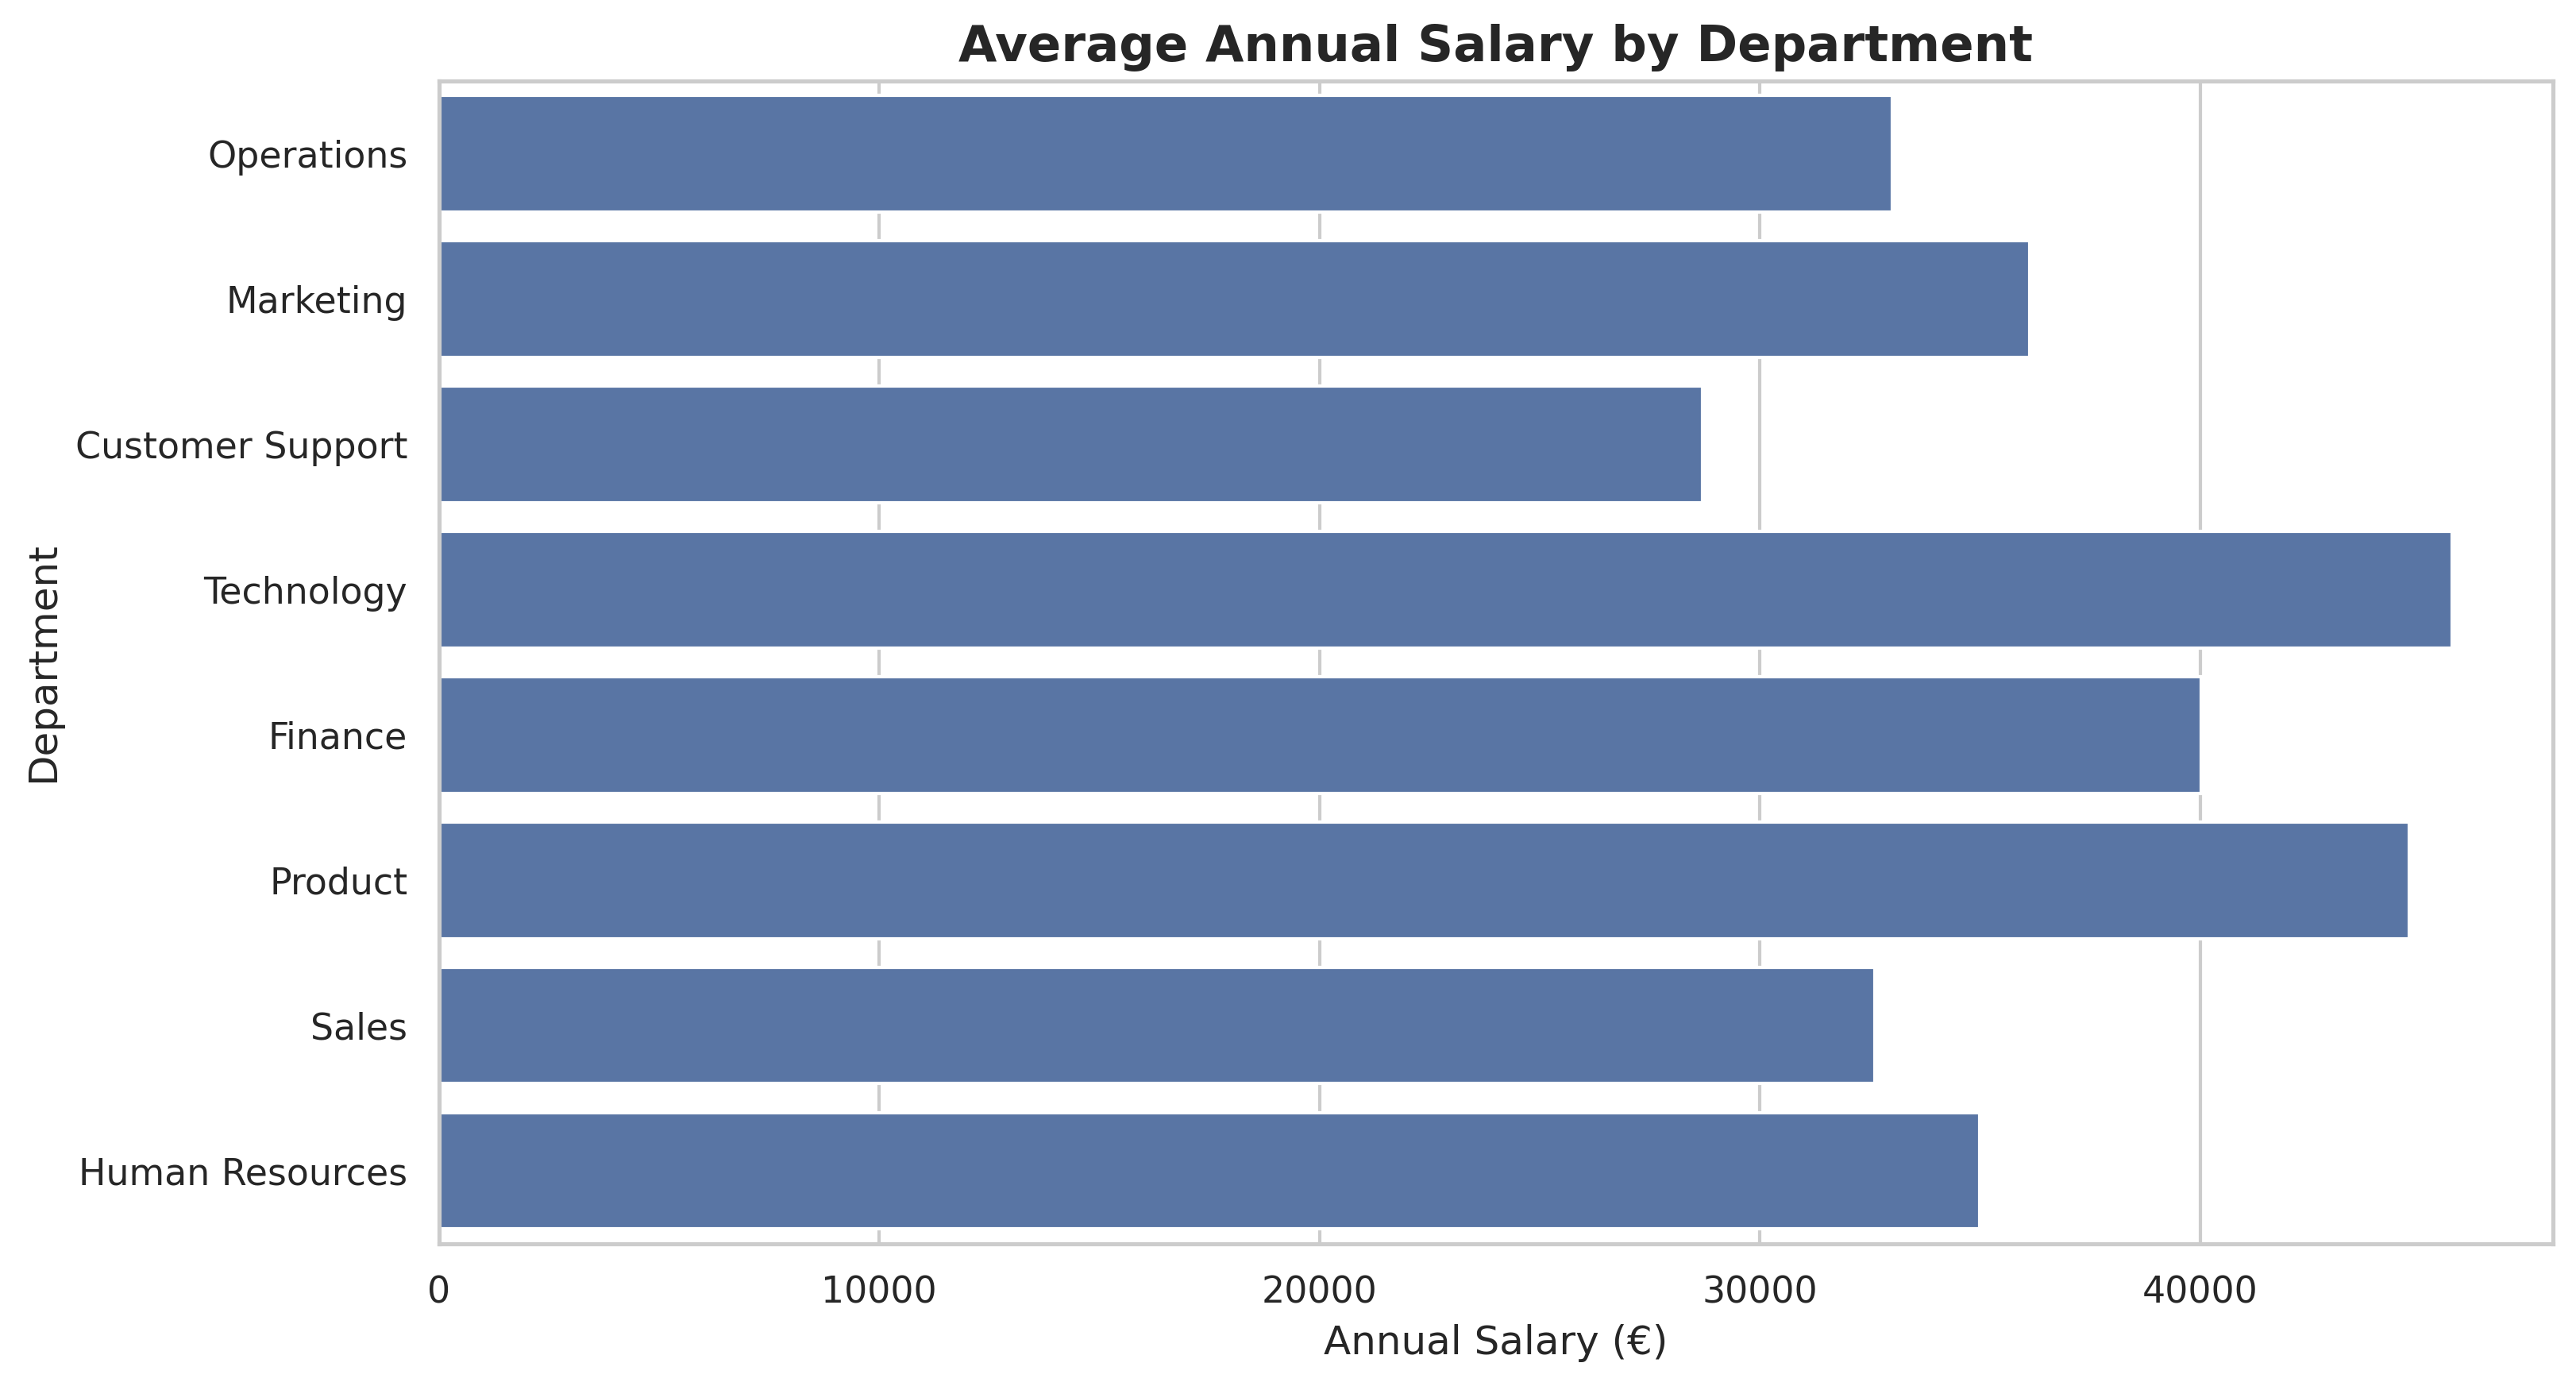 Average Annual Salary by Department
Operations
Marketing
Customer Support
Technology
Finance
Product
Sales
Human Resources
Department
0 10000 20000 30000 40000
Annual Salary (€)